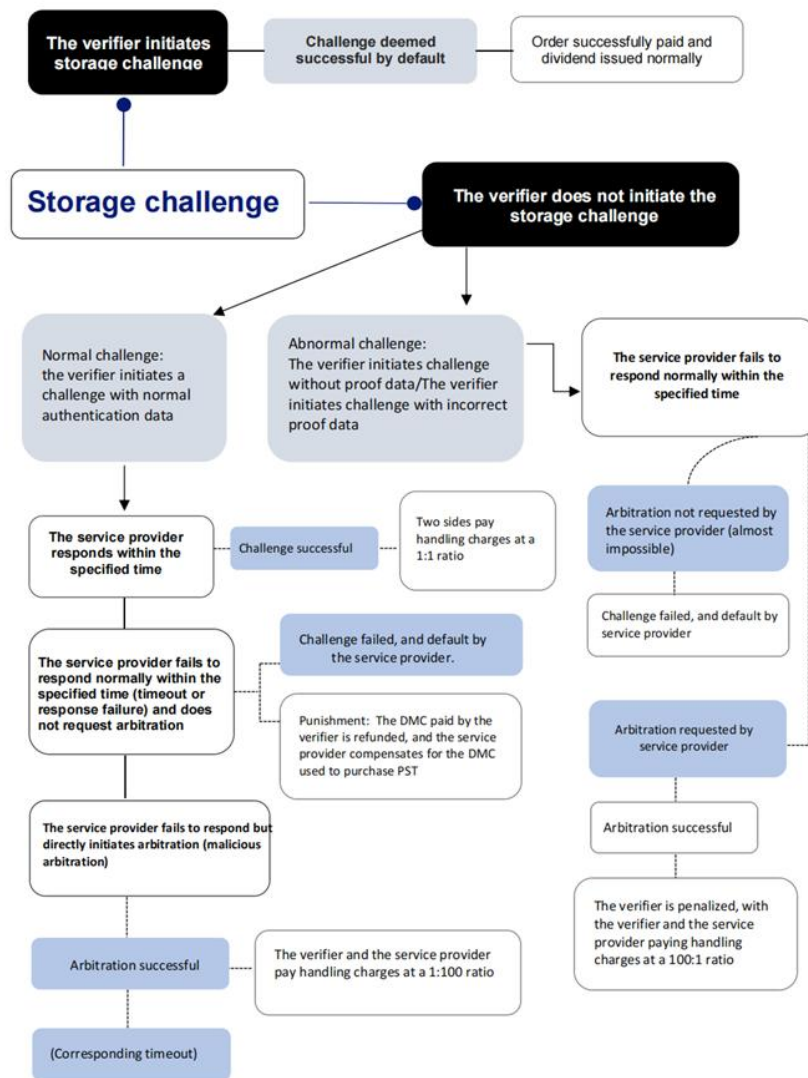 The verifier initiates
storage challenge
Challenge deemed
successful by default
Order successfully paid and
dividend issued normally
Storage challenge
The verifier does not initiate the
storage challenge
Normal challenge:
the verifier initiates a
challenge with normal
authentication data
Abnormal challenge:
The verifier initiates challenge
without proof data/The verifier
initiates challenge with incorrect
proof data
The service provider fails to
respond normally within the
specified time
The service provider
responds within the
specified time
Challenge successful
Two sides pay
handling charges at a
1:1 ratio
Arbitration not requested by
the service provider (almost
impossible)
Challenge failed, and default by
service provider
The service provider fails to
respond normally within the
specified time (timeout or
response failure) and does
not request arbitration
Challenge failed, and default by
the service provider.
Punishment: The DMC paid by the
verifier is refunded, and the service
provider compensates for the DMC
used to purchase PST
Arbitration requested by
service provider
Arbitration successful
The verifier is penalized, with
the verifier and the service
provider paying handling
charges at a 100:1 ratio
The service provider fails to respond but
directly initiates arbitration (malicious
arbitration)
Arbitration successful
The verifier and the service provider
pay handling charges at a 1:100 ratio
(Corresponding timeout)